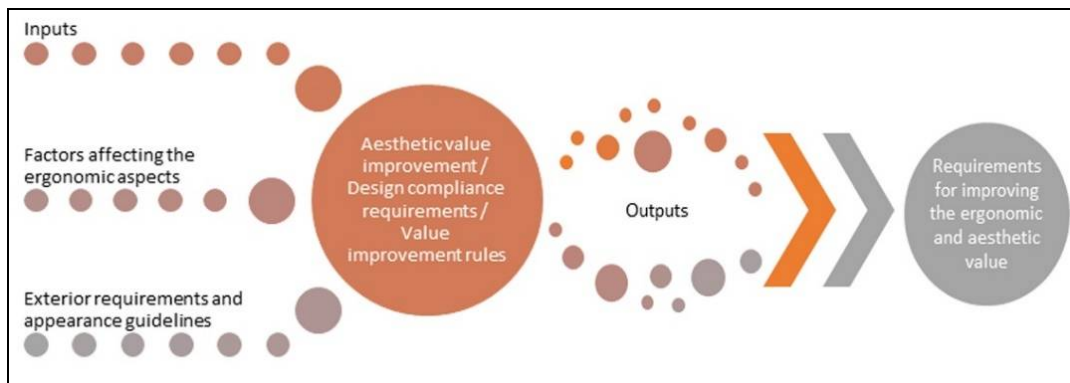 Inputs
Factors affecting the
ergonomic aspects
Exterior requirements and
appearance guidelines
Aesthetic value
improvement /
Design compliance
requirements /
Value
improvement rules
Outputs
Requirements
for improving
the ergonomic
and aesthetic
value